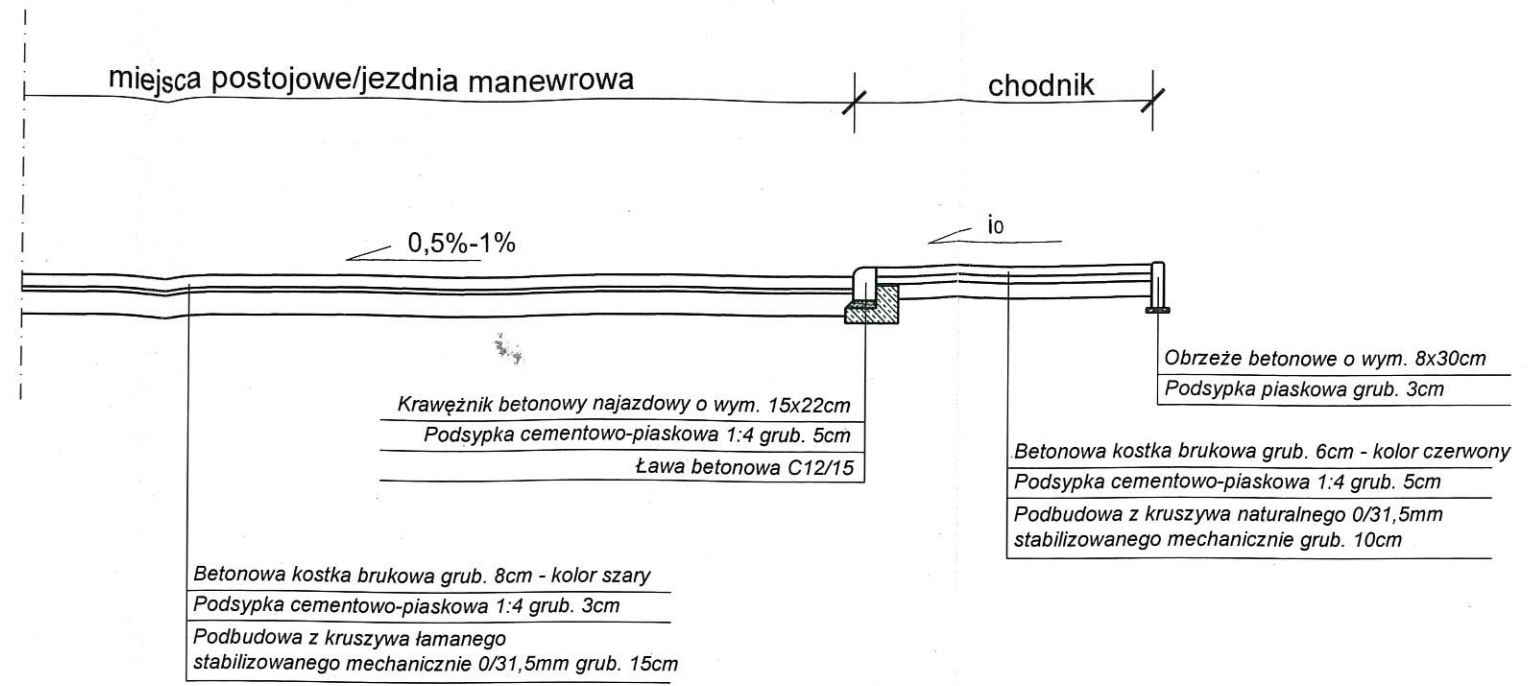 miejsca postojowe/jezdnia manewrowa
chodnik
0,5%-1%
i0
Obrzeże betonowe o wym. 8x30cm
Podsypka piaskowa grub. 3cm
Krawężnik betonowy najazdowy o wym. 15x22cm
Podsypka cementowo-piaskowa 1:4 grub. 5cm
Ława betonowa C12/15
Betonowa kostka brukowa grub. 6cm - kolor czerwony
Podsypka cementowo-piaskowa 1:4 grub. 5cm
Podbudowa z kruszywa naturalnego 0/31,5mm
stabilizowanego mechanicznie grub. 10cm
Betonowa kostka brukowa grub. 8cm - kolor szary
Podsypka cementowo-piaskowa 1:4 grub. 3cm
Podbudowa z kruszywa łamanego
stabilizowanego mechanicznie 0/31,5mm grub. 15cm